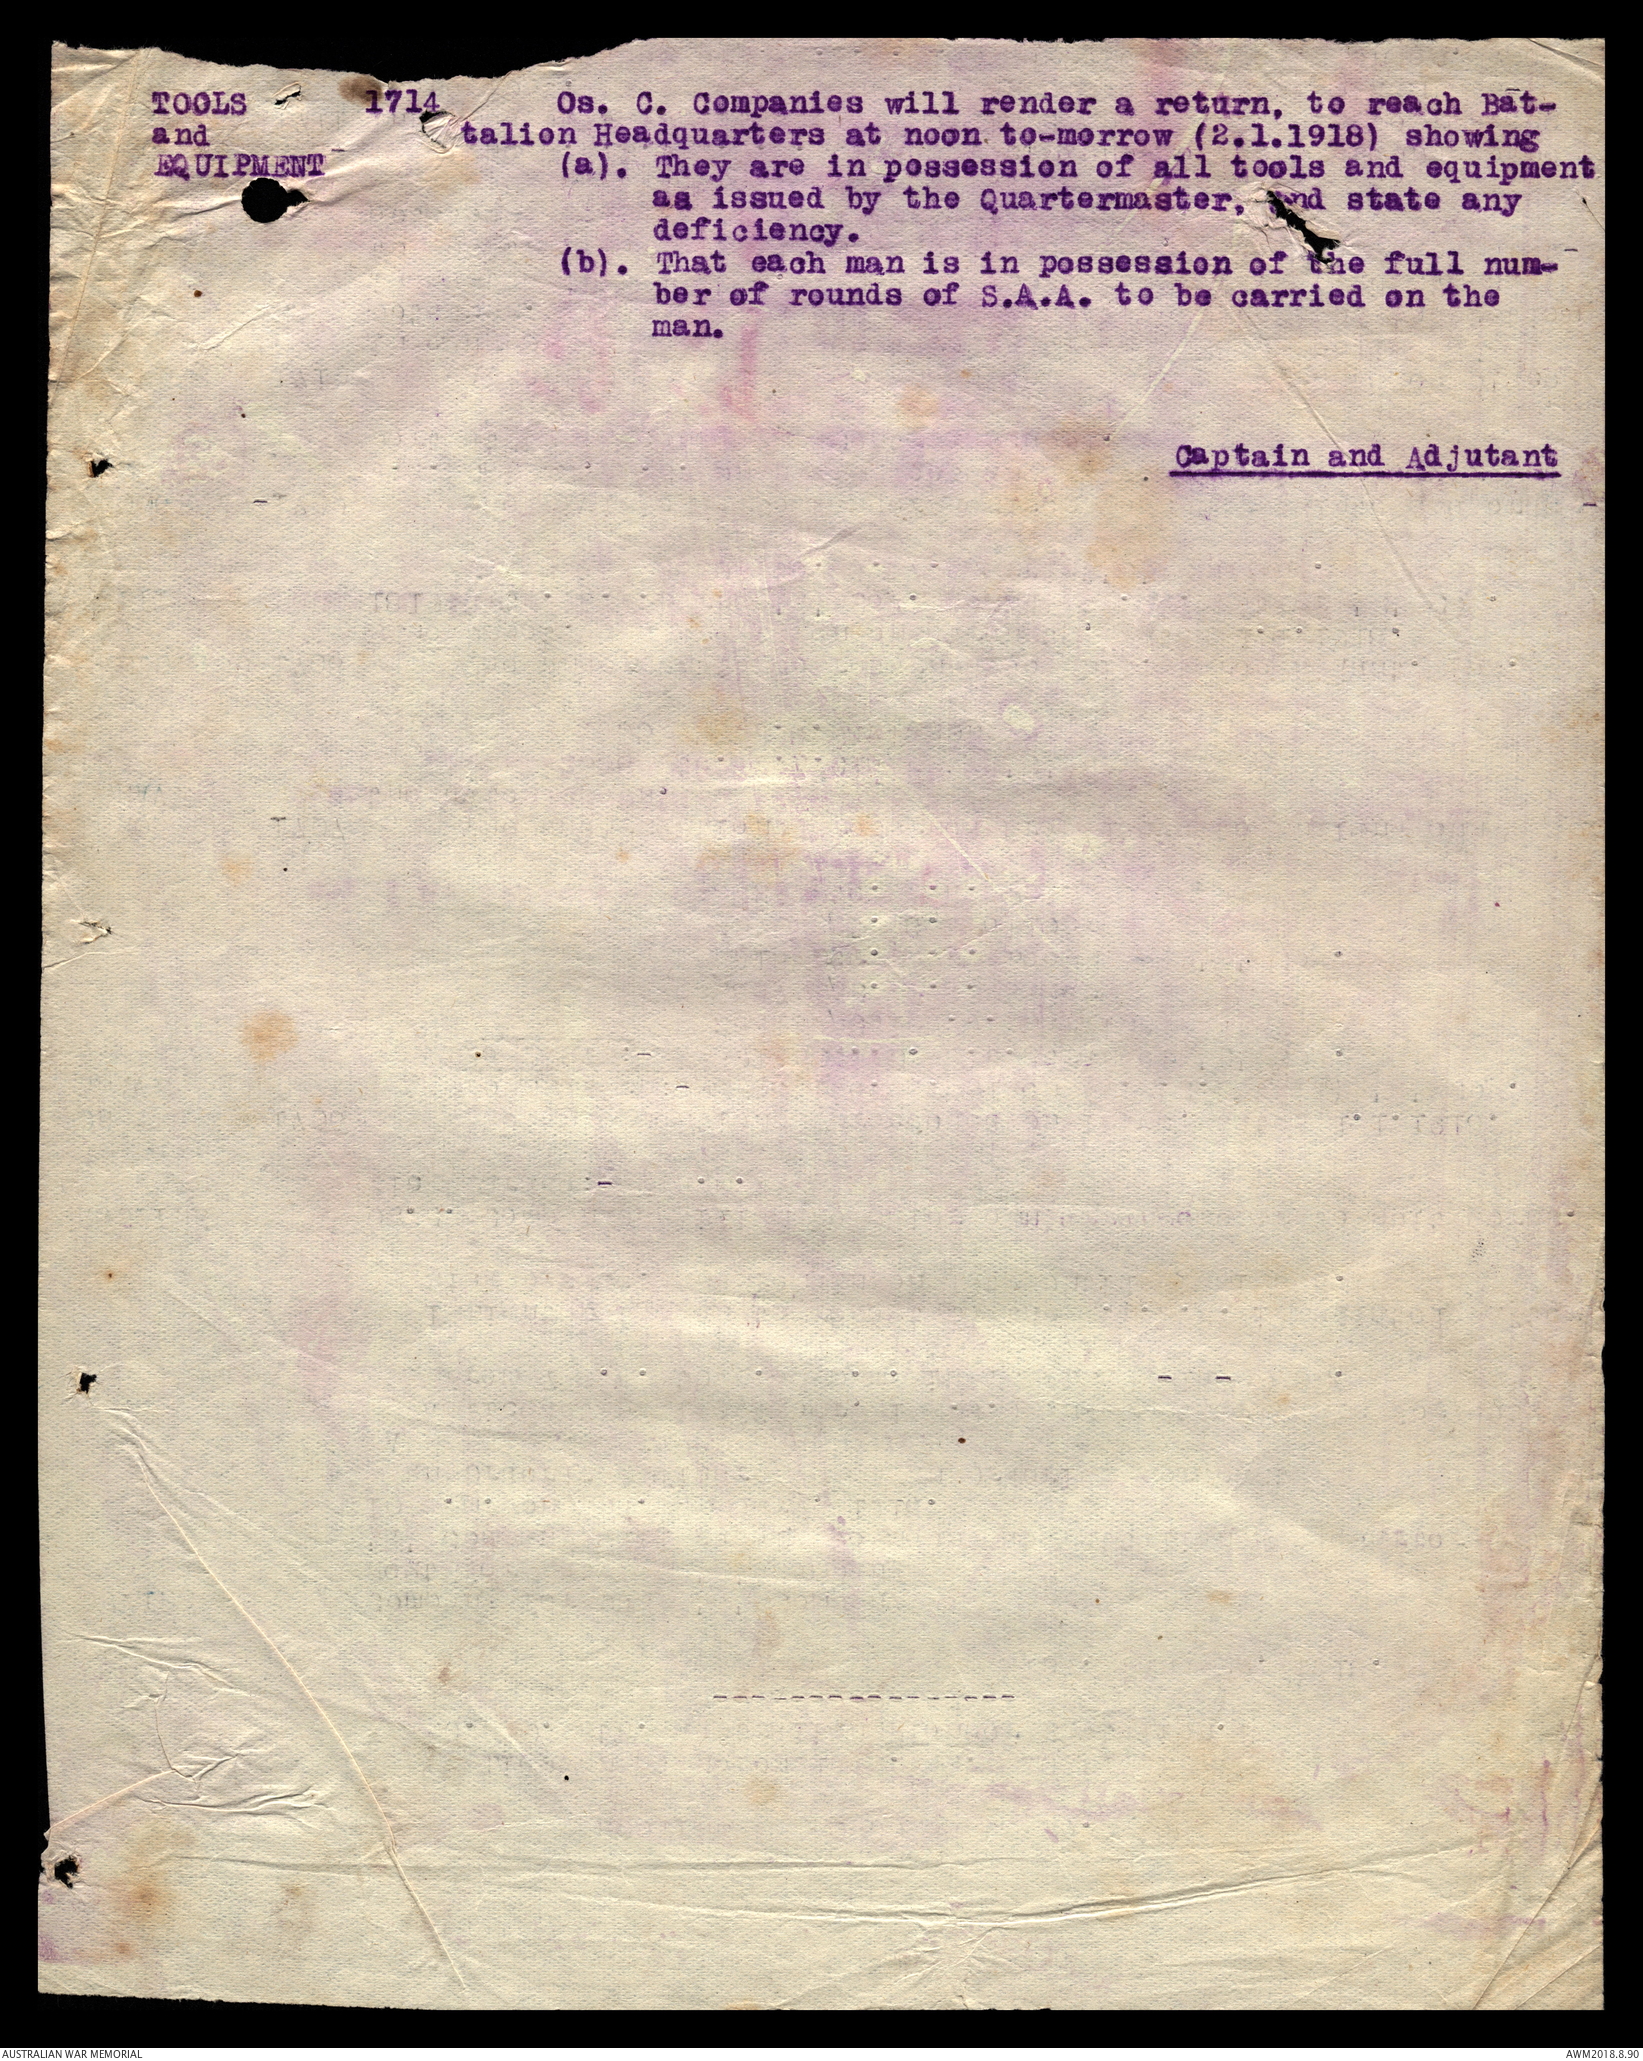 TOOLS 1714 Os. C. Companies will render a return, to reach Bat-
and talion Headquarters at noon to-morrow (2.1.1918) showing
EQUIPMENT (a). They are in possession of all tools and equipment
as issued by the Quartermaster, and state any
deficiency.
(b). That each man is in possession of the full num-
ber of rounds of S.A.A. to be carried on the
man.
Captain and Adjutant
----------------
AUSTRALIAN WAR MEMORIAL AWM2018.8.90